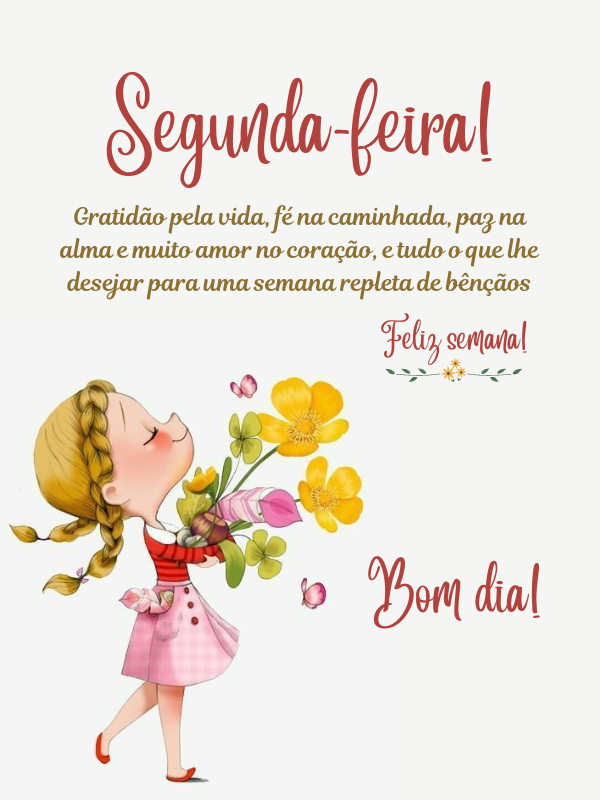 Segunda-feira!
Gratidão pela vida, fé na caminhada, paz na
alma e muito amor no coração, e tudo o que lhe
desejar para uma semana repleta de bênçãos
Feliz semana!
Bom dia!